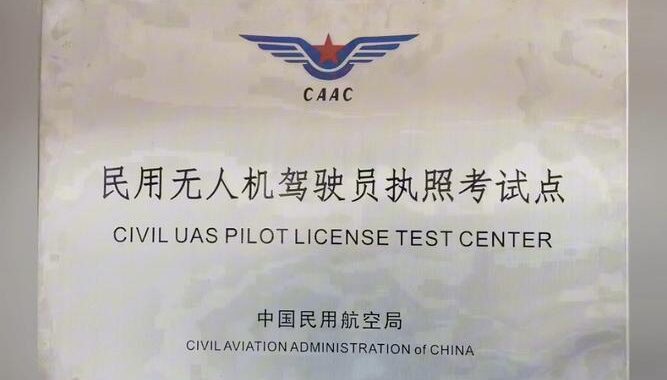 CAAC
民用无人机驾驶员执照考试点
CIVIL UAS PILOT LICENSE TEST CENTER
中国民用航空局
CIVIL AVIATION ADMINISTRATION of CHINA